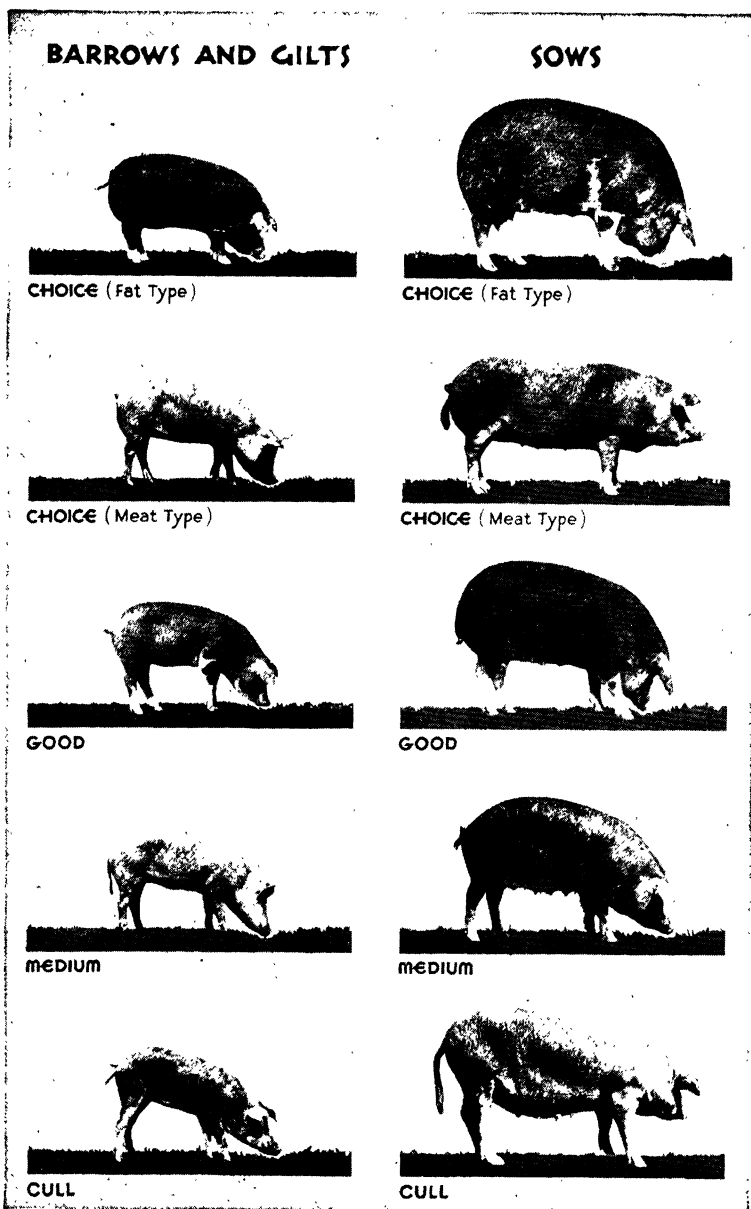 BARROWS AND GILTS
SOWS
CHOICE (Fat Type)
CHOICE (Fat Type)
CHOICE (Meat Type)
CHOICE (Meat Type)
GOOD
GOOD
MEDIUM
MEDIUM
CULL
CULL